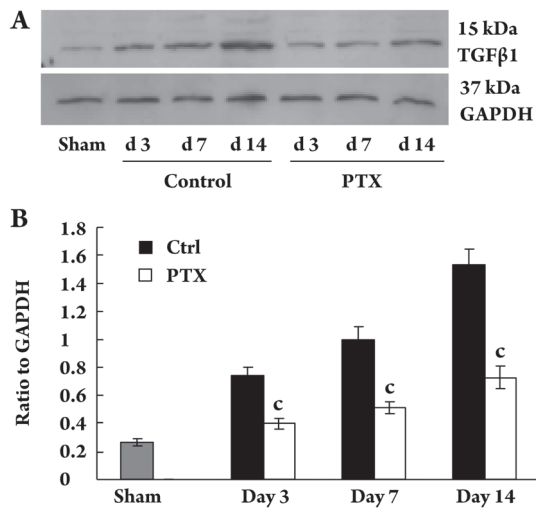 A
15 kDa
TGFβ1
37 kDa
GAPDH
Sham d 3 d 7 d 14 d 3 d 7 d 14
Control PTX
B
Ratio to GAPDH
1.8
1.6
1.4
1.2
1
0.8
0.6
0.4
0.2
0
Ctrl
PTX
c
c
c
Sham Day 3 Day 7 Day 14